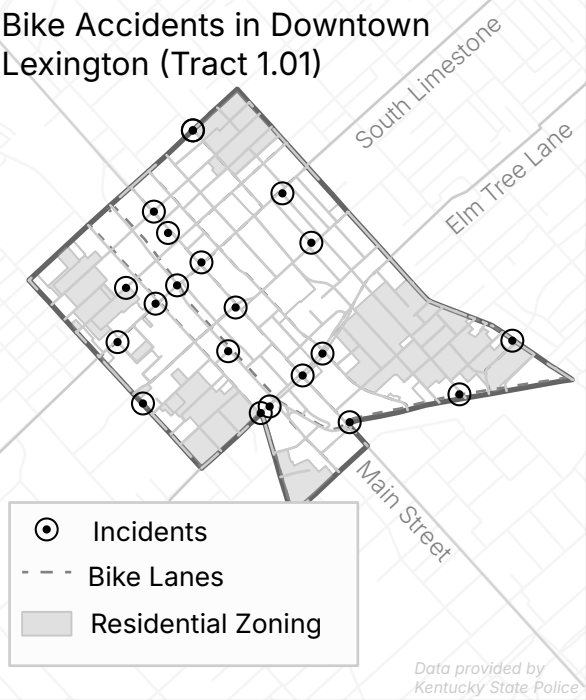 Bike Accidents in Downtown
Lexington (Tract 1.01)
South Limestone
Elm Tree Lane
Main Street
Incidents
Bike Lanes
Residential Zoning
Data provided by
Kentucky State Police